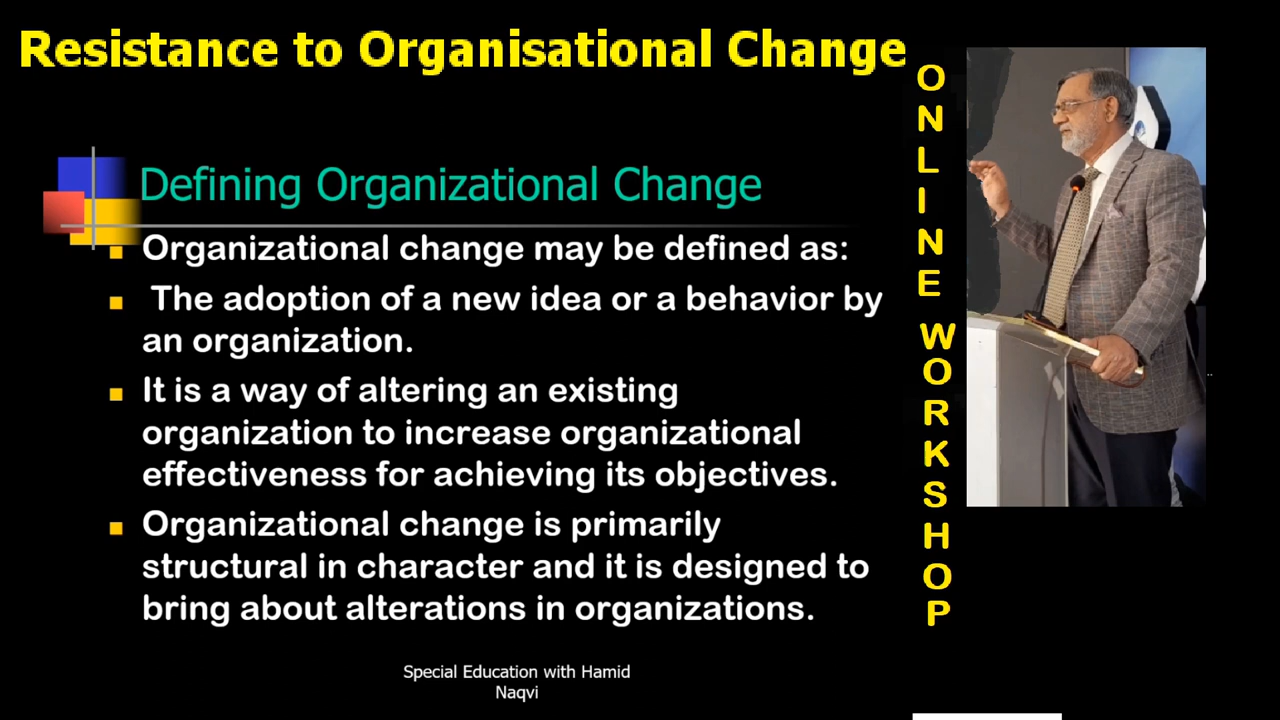 Resistance to Organisational Change
Defining Organizational Change
Organizational change may be defined as:
The adoption of a new idea or a behavior by
an organization.
It is a way of altering an existing
organization to increase organizational
effectiveness for achieving its objectives.
Organizational change is primarily
structural in character and it is designed to
bring about alterations in organizations.
Special Education with Hamid
Naqvi
ONLINE WORKSHOP